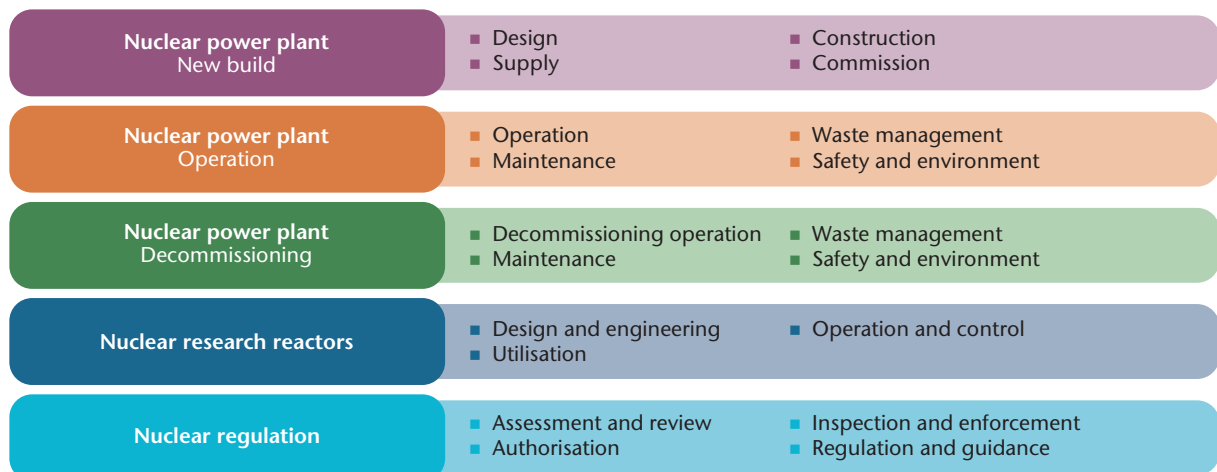 Nuclear power plant
New build
Design
Supply
Construction
Commission
Nuclear power plant
Operation
Operation
Maintenance
Waste management
Safety and environment
Nuclear power plant
Decommissioning
Decommissioning operation
Maintenance
Waste management
Safety and environment
Nuclear research reactors
Design and engineering
Utilisation
Operation and control
Nuclear regulation
Assessment and review
Authorisation
Inspection and enforcement
Regulation and guidance